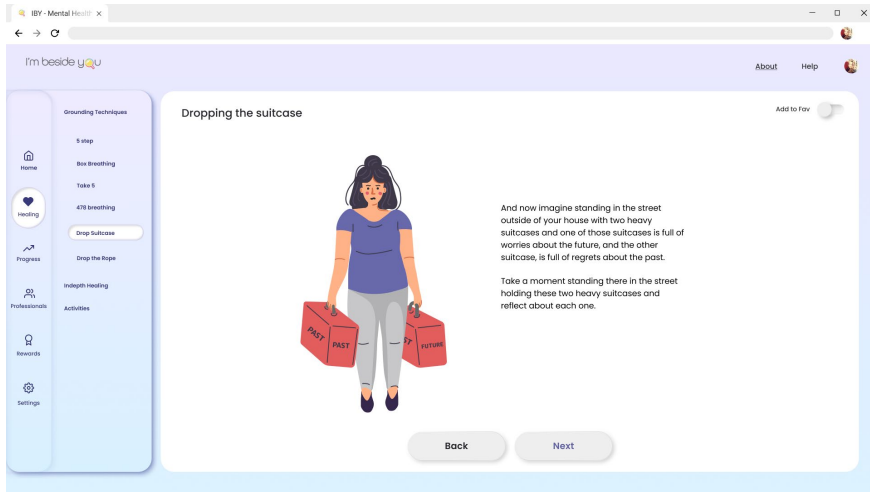 IBY - Mental Health
I'm beside you
About
Help
Grounding Techniques
5 step
Box Breathing
Take 5
478 breathing
Drop Suitcase
Drop the Rope
Indepth Healing
Activities
Home
Healing
Progress
Professionals
Rewards
Settings
Dropping the suitcase
Add to Fav
PAST
PAST
ST
FUTURE
And now imagine standing in the street
outside of your house with two heavy
suitcases and one of those suitcases is full of
worries about the future, and the other
suitcase, is full of regrets about the past.
Take a moment standing there in the street
holding these two heavy suitcases and
reflect about each one.
Back
Next